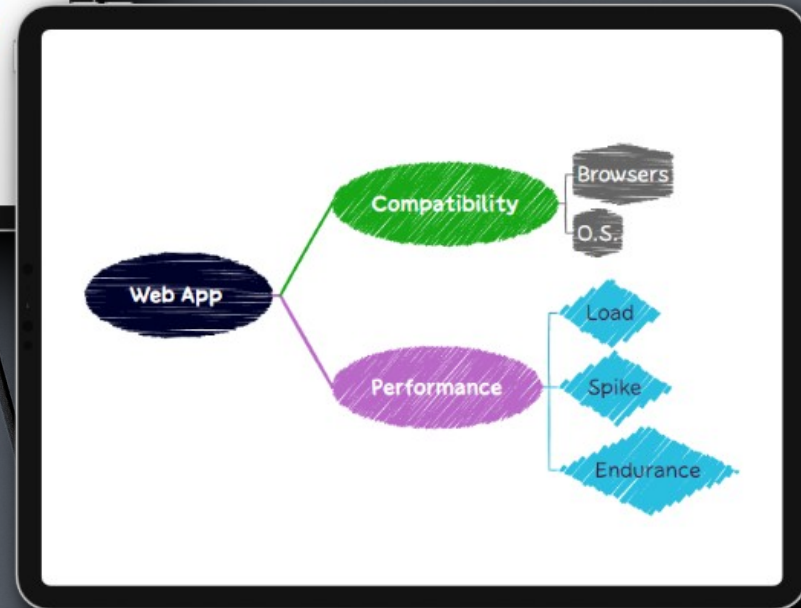 Web App
Compatibility
Browsers
O.S.
Performance
Load
Spike
Endurance